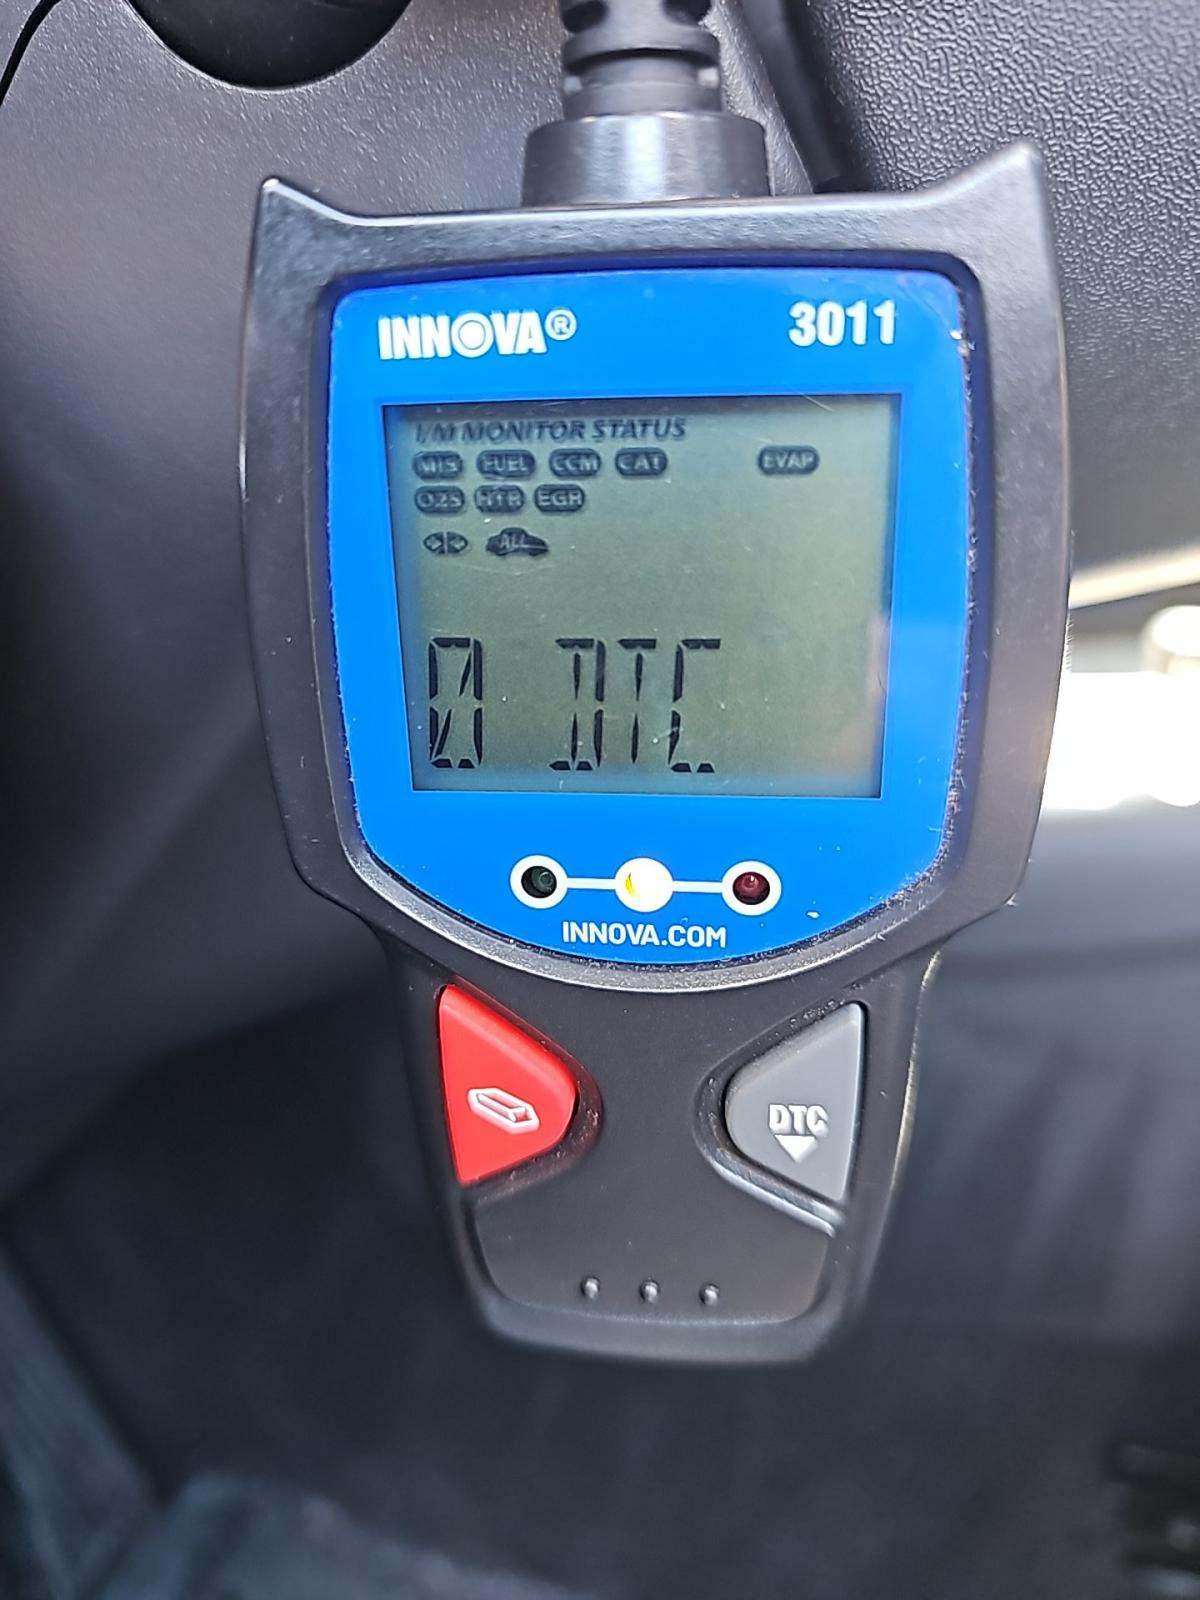 INNOVA® 3011
I/M MONITOR STATUS
MIS FUEL CCM CAT EVAP
O2S HTR EGR
ALL
0 DTC
INNOVA.COM
DTC